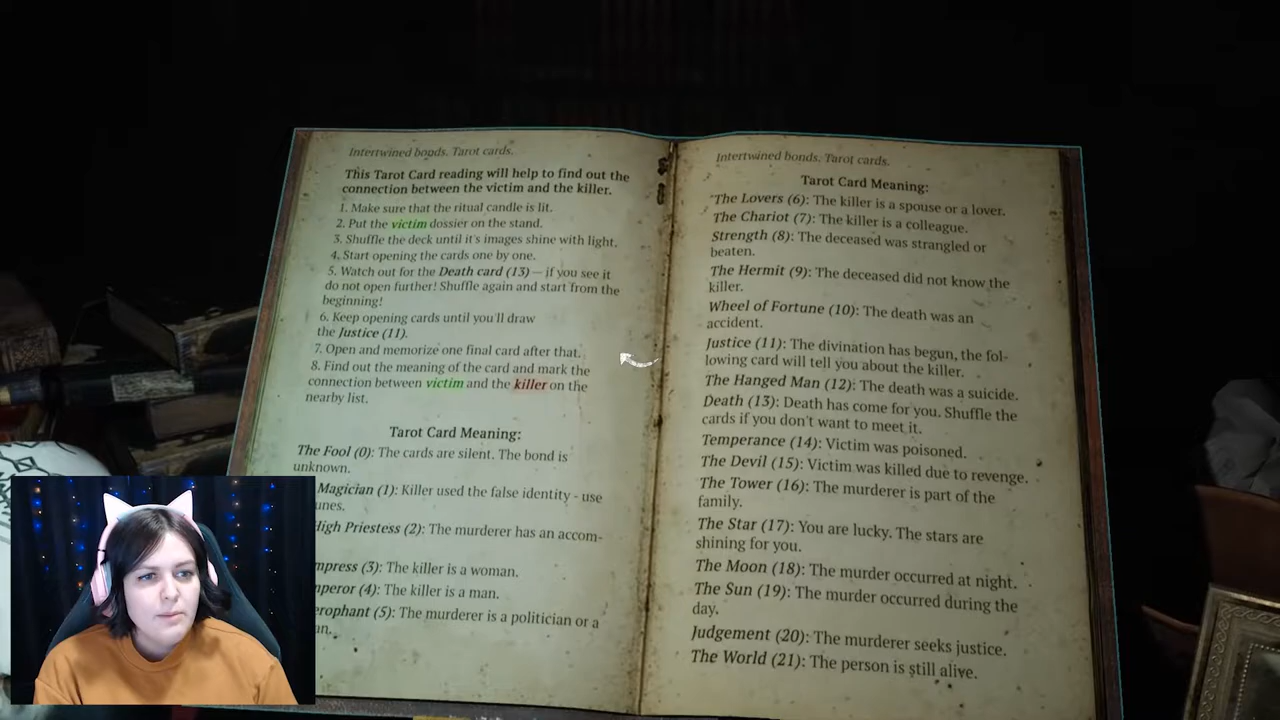 Intertwined bonds. Tarot cards.
This Tarot Card reading will help to find out the
connection between the victim and the killer.
1. Make sure that the ritual candle is lit.
2. Put the victim dossier on the stand.
3. Shuffle the deck until it's images shine with light.
4. Start opening the cards one by one.
5. Watch out for the Death card (13) — if you see it
do not open further! Shuffle again and start from the
beginning!
6. Keep opening cards until you'll draw
the Justice (11).
7. Open and memorize one final card after that.
8. Find out the meaning of the card and mark the
connection between victim and the killer on the
nearby list.
Tarot Card Meaning:
The Fool (0): The cards are silent. The bond is
unknown.
Magician (1): Killer used the false identity - use
High Priestess (2): The murderer has an accom-
(3): The killer is a woman.
(4): The killer is a man.
(5): The murderer is a politician or a
Intertwined bonds. Tarot cards.
Tarot Card Meaning:
The Lovers (6): The killer is a spouse or a lover.
The Chariot (7): The killer is a colleague.
Strength (8): The deceased was strangled or
beaten.
The Hermit (9): The deceased did not know the
killer.
Wheel of Fortune (10): The death was an
accident.
Justice (11): The divination has begun, the fol-
lowing card will tell you about the killer.
The Hanged Man (12): The death was a suicide.
Death (13): Death has come for you. Shuffle the
cards if you don't want to meet it.
Temperance (14): Victim was poisoned.
The Devil (15): Victim was killed due to revenge.
The Tower (16): The murderer is part of the
family.
The Star (17): You are lucky. The stars are
shining for you.
The Moon (18): The murder occurred at night.
The Sun (19): The murder occurred during the
day.
Judgement (20): The murderer seeks justice.
The World (21): The person is still alive.